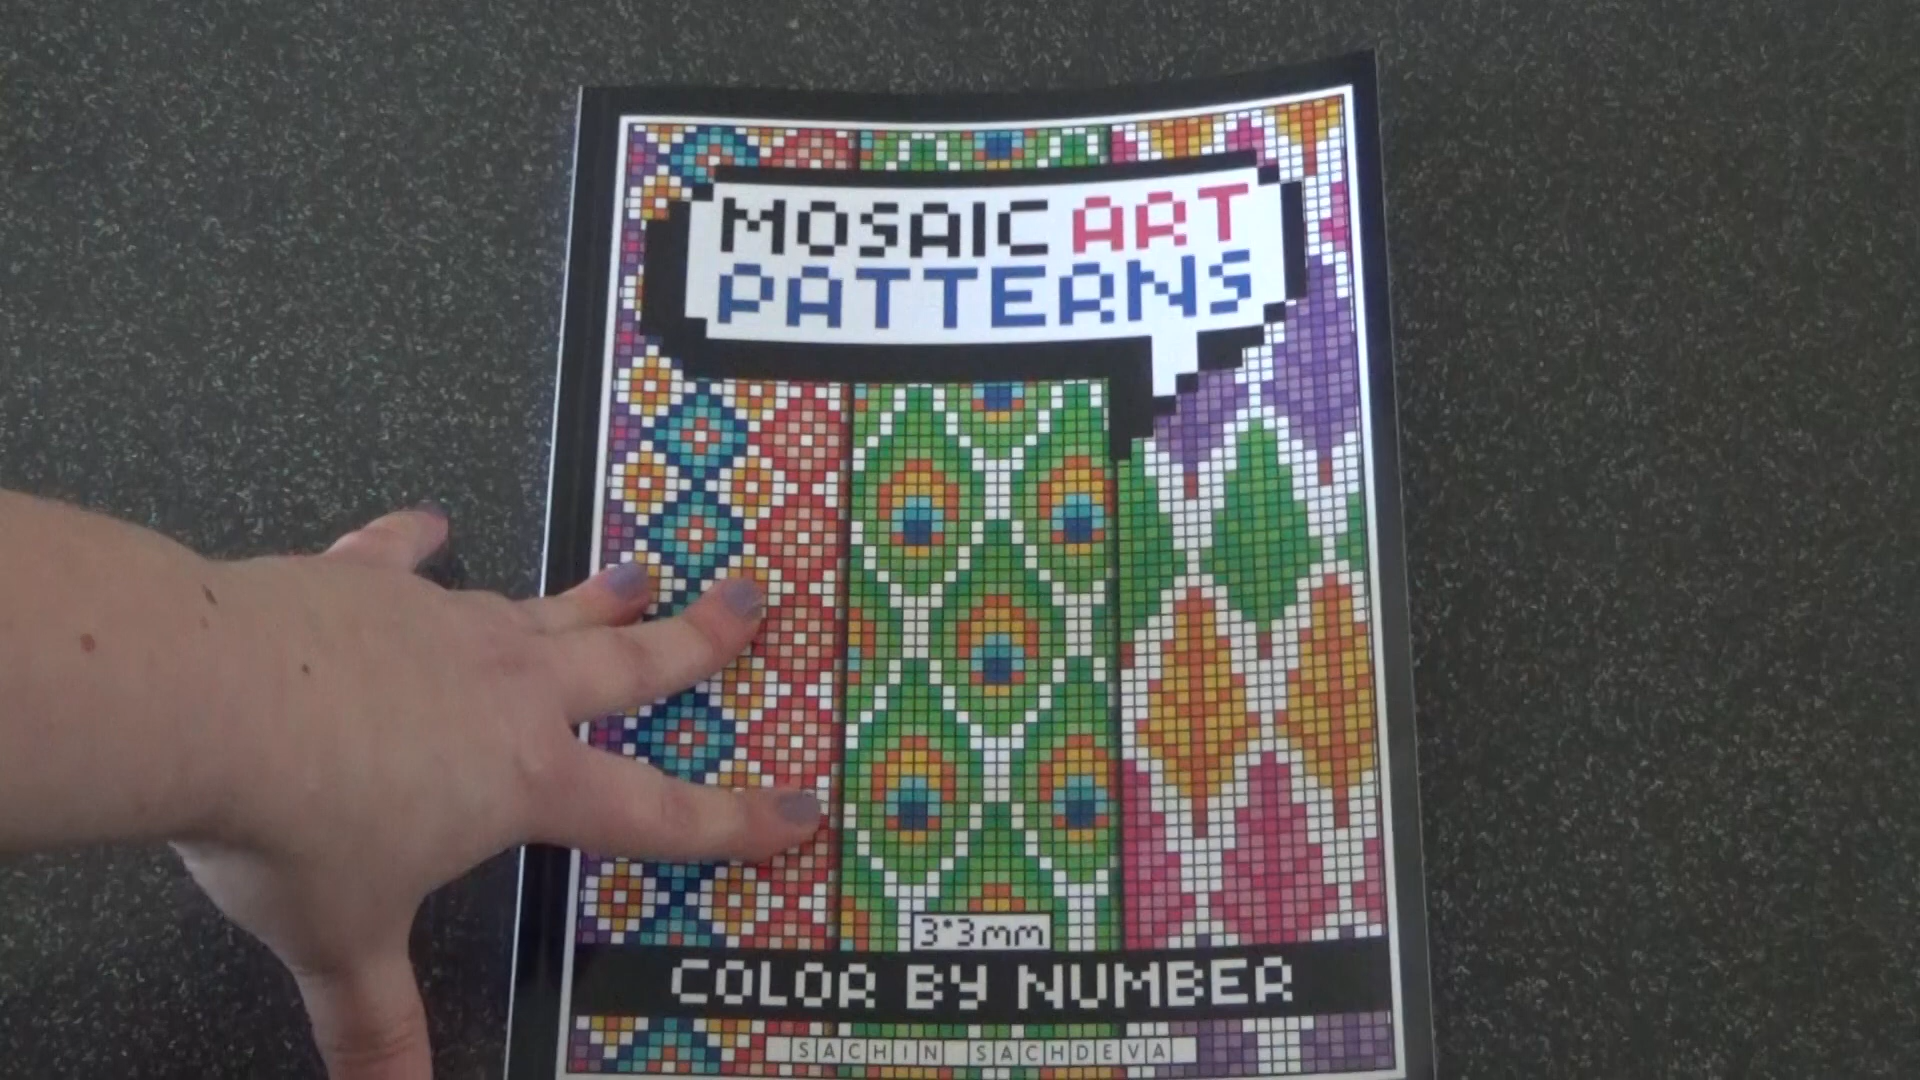 MOSAIC ART
PATTERNS
3*3mm
COLOR BY NUMBER
SACHIN SACHDEVA